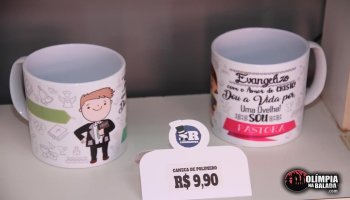 Evangelizo
com o Amor de CRISTO
Dou a Vida por
Uma Ovelha!
SOU
PASTORA
R
CANECA DE POLÍMERO
R$ 9,90
OLÍMPIA
NA
BALADA
.COM